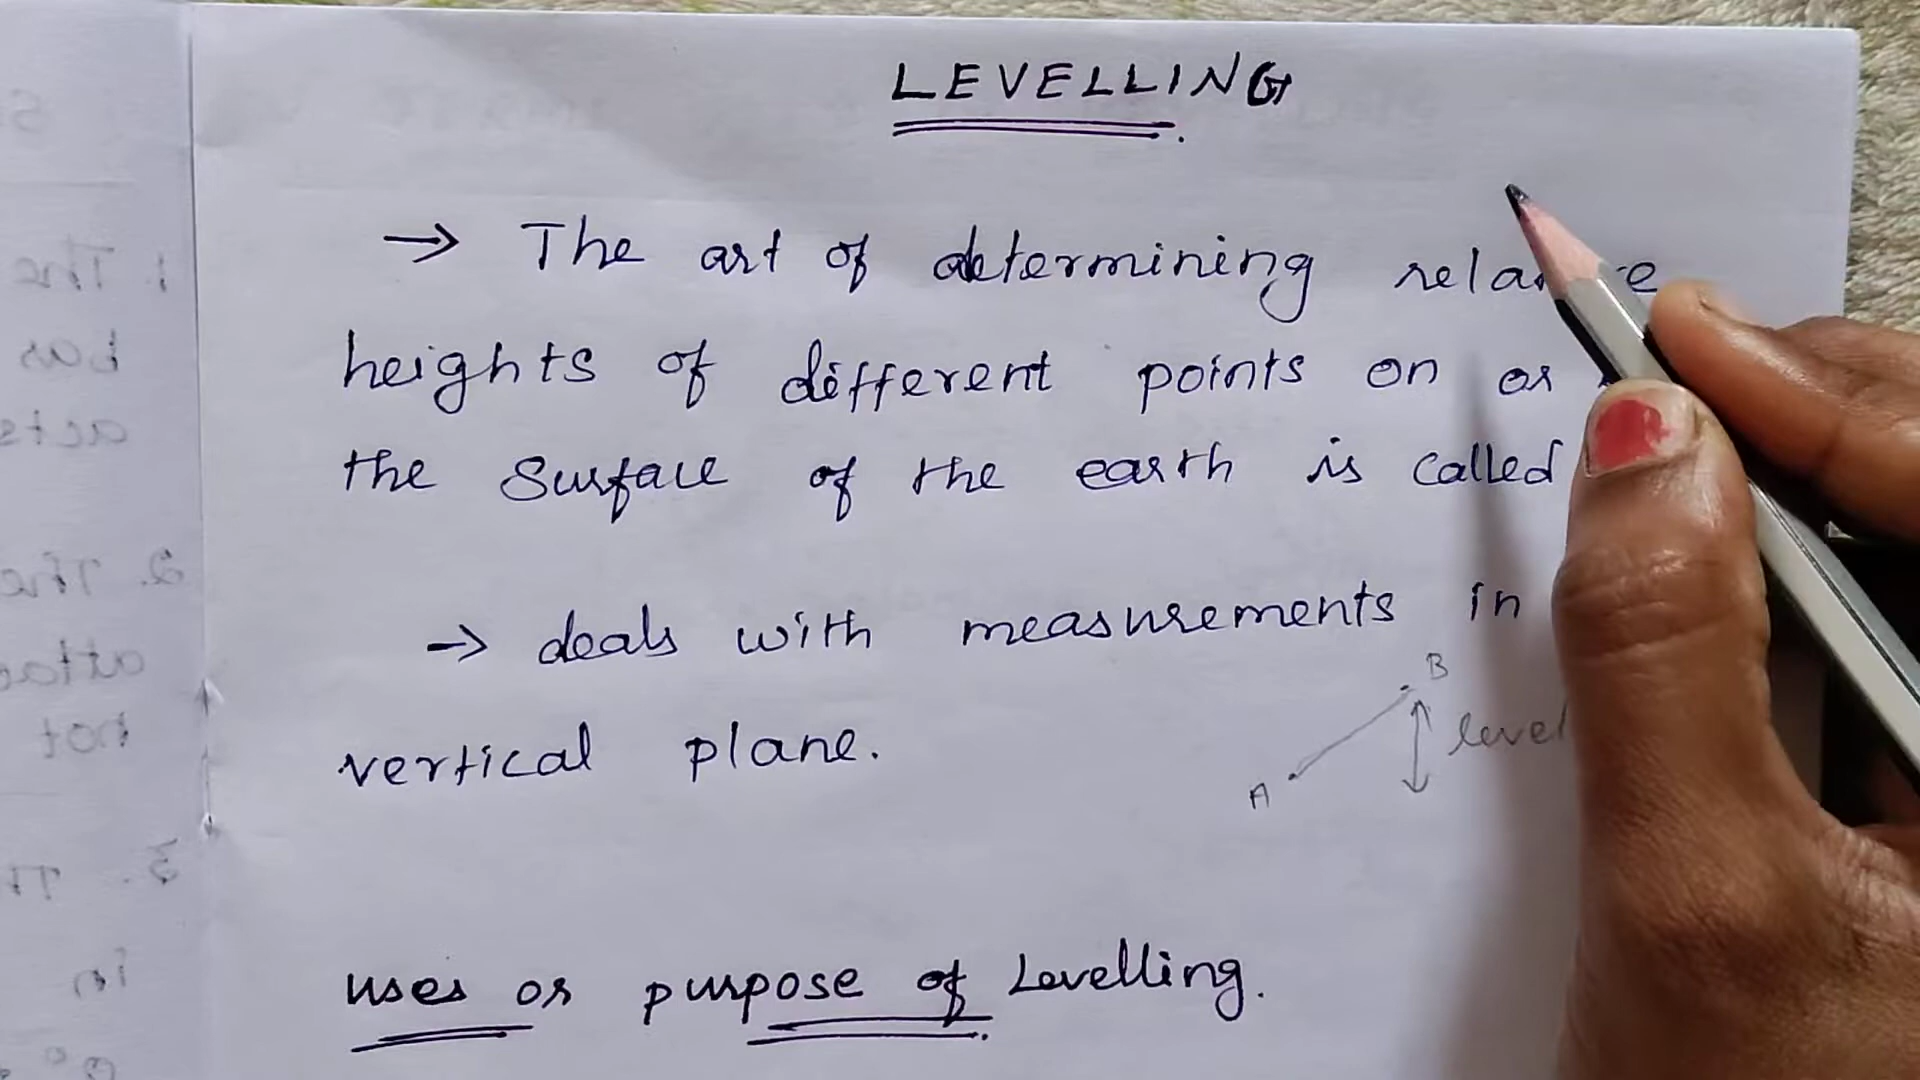 LEVELLING
→ The art of determining
heights of different points on or
the surface of the earth is called
→ deals with measurements in
B
level
vertical plane.
A
uses or purpose of Levelling.